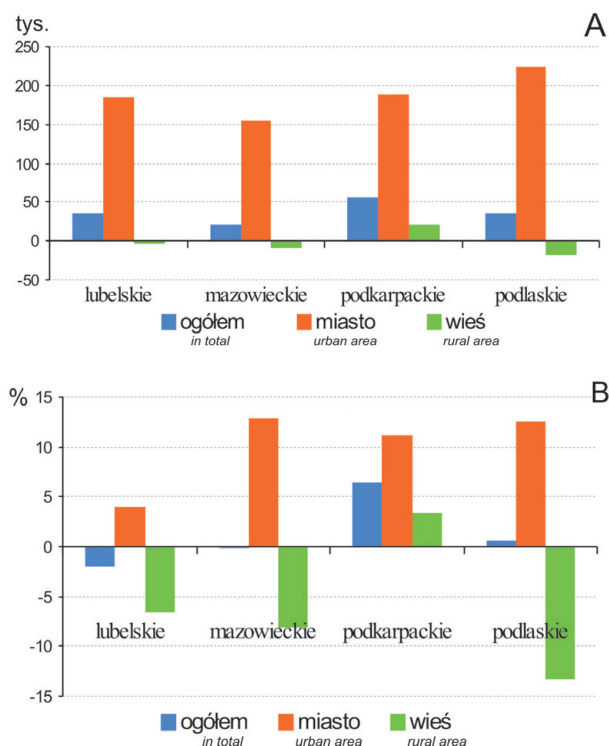 tys.
A
250
200
150
100
50
0
-50
lubelskie mazowieckie podkarpackie podlaskie
ogółem miasto wieś
in total urban area rural area
%
B
15
10
5
0
-5
-10
-15
lubelskie mazowieckie podkarpackie podlaskie
ogółem miasto wieś
in total urban area rural area